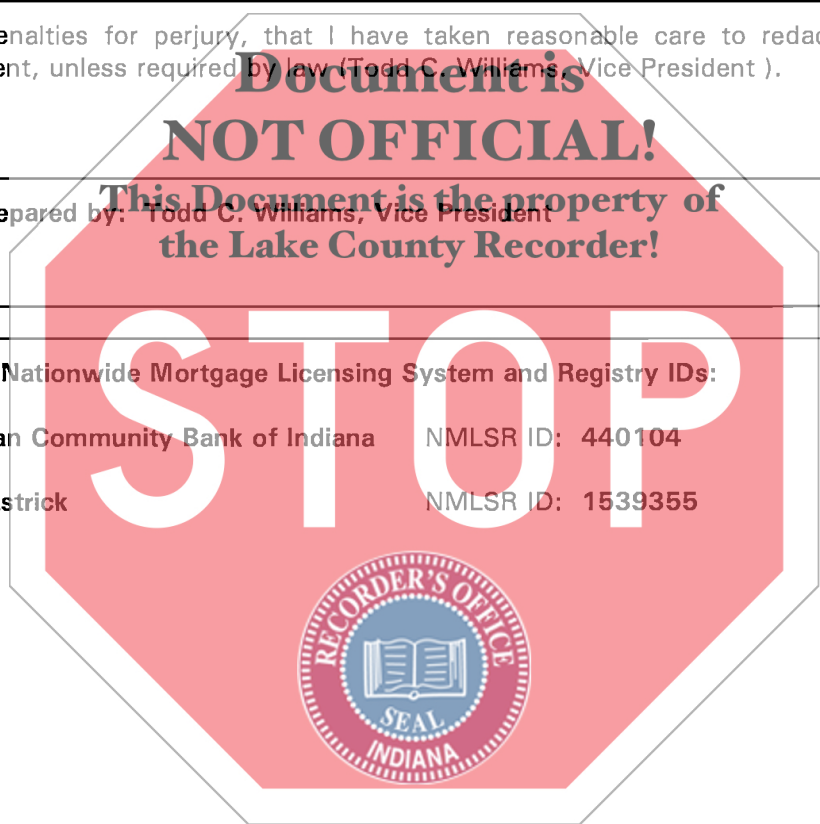 enalties for perjury, that I have taken reasonable care to redac
ent, unless required by law (Todd C. Williams, Vice President ).
Document is
NOT OFFICIAL!
This Document is the property of
epared by: Todd C. Williams, Vice President
the Lake County Recorder!
STOP
Nationwide Mortgage Licensing System and Registry IDs:
an Community Bank of Indiana NMLSR ID: 440104
strick NMLSR ID: 1539355
RECORDER'S OFFICE
SEAL
INDIANA